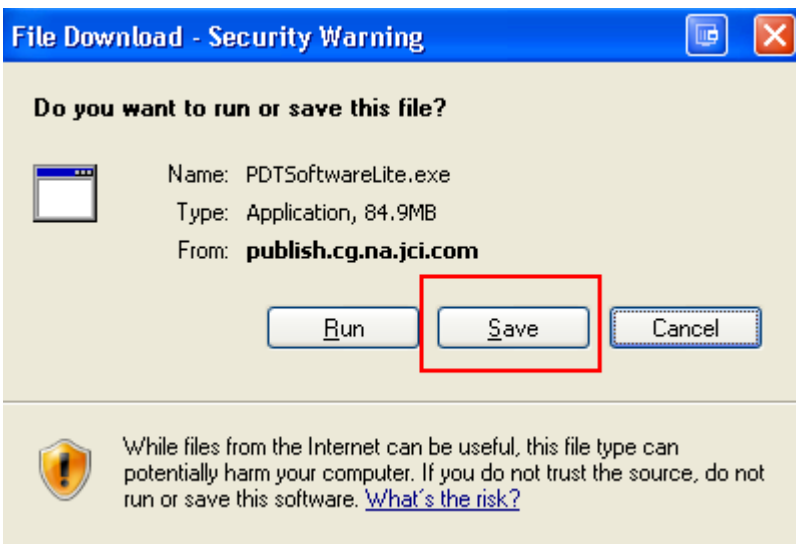 File Download - Security Warning
Do you want to run or save this file?
Name: PDTSoftwareLite.exe
Type: Application, 84.9MB
From: publish.cg.na.jci.com
Run Save Cancel
While files from the Internet can be useful, this file type can
potentially harm your computer. If you do not trust the source, do not
run or save this software. What's the risk?